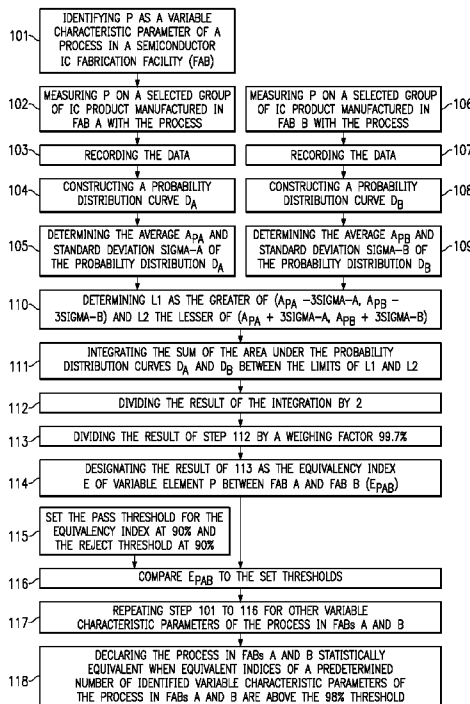 101
IDENTIFYING P AS A VARIABLE
CHARACTERISTIC PARAMETER OF A
PROCESS IN A SEMICONDUCTOR
IC FABRICATION FACILITY (FAB)
102
MEASURING P ON A SELECTED GROUP
OF IC PRODUCT MANUFACTURED IN
FAB A WITH THE PROCESS
MEASURING P ON A SELECTED GROUP
OF IC PRODUCT MANUFACTURED IN
FAB B WITH THE PROCESS
106
103
RECORDING THE DATA
RECORDING THE DATA
107
104
CONSTRUCTING A PROBABILITY
DISTRIBUTION CURVE DA
CONSTRUCTING A PROBABILITY
DISTRIBUTION CURVE DB
108
105
DETERMINING THE AVERAGE APA AND
STANDARD DEVIATION SIGMA-A OF
THE PROBABILITY DISTRIBUTION DA
DETERMINING THE AVERAGE APB AND
STANDARD DEVIATION SIGMA-B OF
THE PROBABILITY DISTRIBUTION DB
109
110
DETERMINING L1 AS THE GREATER OF (APA -3SIGMA-A, APB -
3SIGMA-B) AND L2 THE LESSER OF (APA + 3SIGMA-A, APB + 3SIGMA-B)
111
INTEGRATING THE SUM OF THE AREA UNDER THE PROBABILITY
DISTRIBUTION CURVES DA AND DB BETWEEN THE LIMITS OF L1 AND L2
112
DIVIDING THE RESULT OF THE INTEGRATION BY 2
113
DIVIDING THE RESULT OF STEP 112 BY A WEIGHING FACTOR 99.7%
114
DESIGNATING THE RESULT OF 113 AS THE EQUIVALENCY INDEX
E OF VARIABLE ELEMENT P BETWEEN FAB A AND FAB B (EPAB)
115
SET THE PASS THRESHOLD FOR THE
EQUIVALENCY INDEX AT 90% AND
THE REJECT THRESHOLD AT 90%
116
COMPARE EPAB TO THE SET THRESHOLDS
117
REPEATING STEP 101 TO 116 FOR OTHER VARIABLE
CHARACTERISTIC PARAMETERS OF THE PROCESS IN FABs A AND B
118
DECLARING THE PROCESS IN FABs A AND B STATISTICALLY
EQUIVALENT WHEN EQUIVALENT INDICES OF A PREDETERMINED
NUMBER OF IDENTIFIED VARIABLE CHARACTERISTIC PARAMETERS OF
THE PROCESS IN FABs A AND B ARE ABOVE THE 98% THRESHOLD